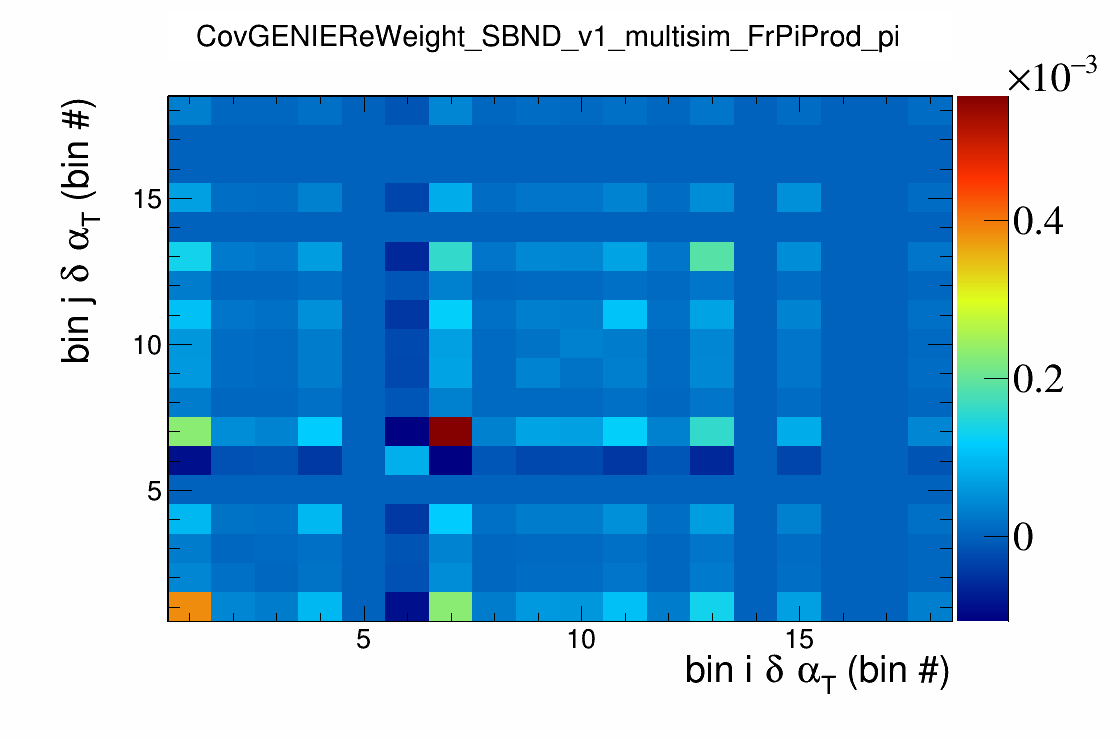 CovGENIEReWeight_SBND_v1_multisim_FrPiProd_pi
×10⁻³
bin j δ α_T (bin #)
15
10
5
0.4
0.2
0
5 10 15
bin i δ α_T (bin #)